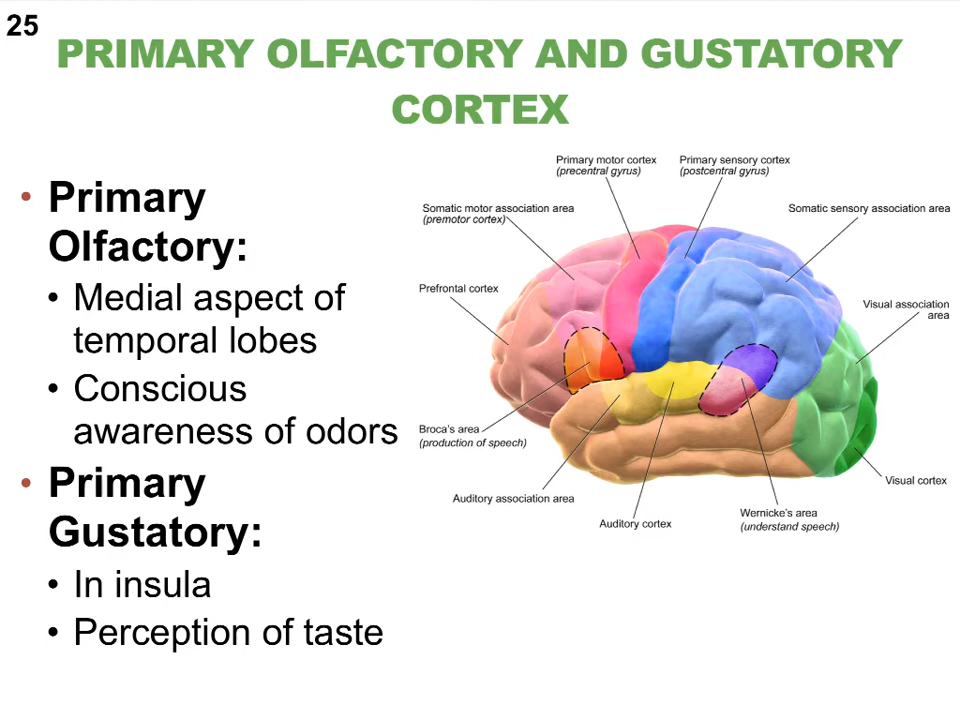 25
PRIMARY OLFACTORY AND GUSTATORY
CORTEX
• Primary
Olfactory:
• Medial aspect of
temporal lobes
• Conscious
awareness of odors
• Primary
Gustatory:
• In insula
• Perception of taste
Primary motor cortex
(precentral gyrus)
Primary sensory cortex
(postcentral gyrus)
Somatic motor association area
(premotor cortex)
Somatic sensory association area
Prefrontal cortex
Visual association
area
Broca's area
(production of speech)
Visual cortex
Auditory association area
Auditory cortex
Wernicke's area
(understand speech)